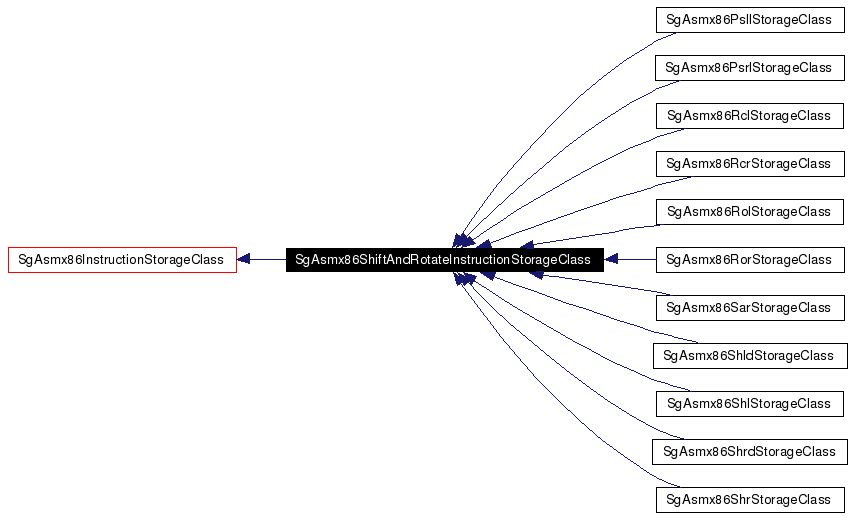 SgAsmx86PsllStorageClass
SgAsmx86PsrlStorageClass
SgAsmx86RclStorageClass
SgAsmx86RcrStorageClass
SgAsmx86RolStorageClass
SgAsmx86InstructionStorageClass
SgAsmx86ShiftAndRotateInstructionStorageClass
SgAsmx86RorStorageClass
SgAsmx86SarStorageClass
SgAsmx86ShldStorageClass
SgAsmx86ShlStorageClass
SgAsmx86ShrdStorageClass
SgAsmx86ShrStorageClass